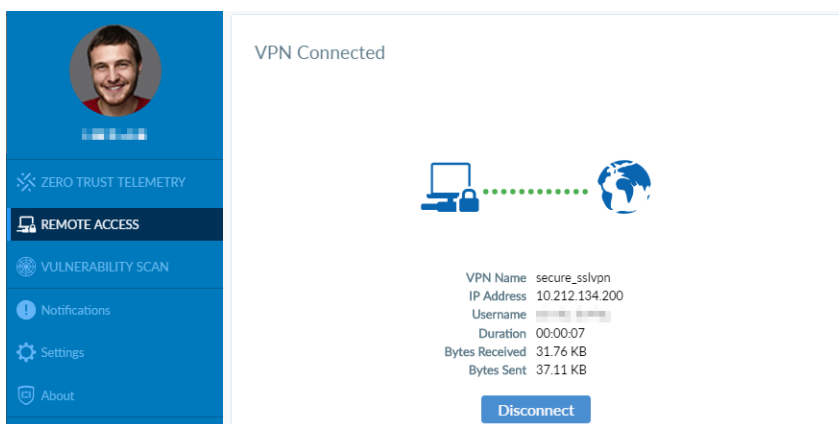 VPN Connected
ZERO TRUST TELEMETRY
REMOTE ACCESS
VULNERABILITY SCAN
Notifications
Settings
About
VPN Name secure_sslvpn
IP Address 10.212.134.200
Username
Duration 00:00:07
Bytes Received 31.76 KB
Bytes Sent 37.11 KB
Disconnect